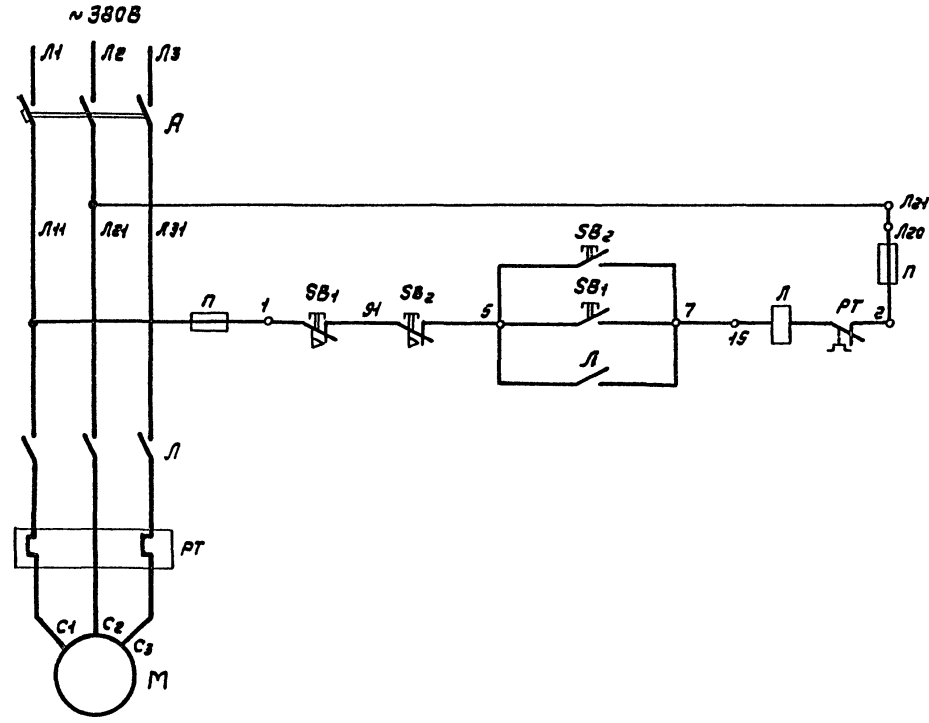 ~380В
Л1 Л2 Л3
А
Л21
Л11 Л21 Л31
Л20
SB2
П
П 1 SB1 91 SB2 5 SB1 7 15 Л РТ 2
Л
Л
РТ
С1 С2 С3
М